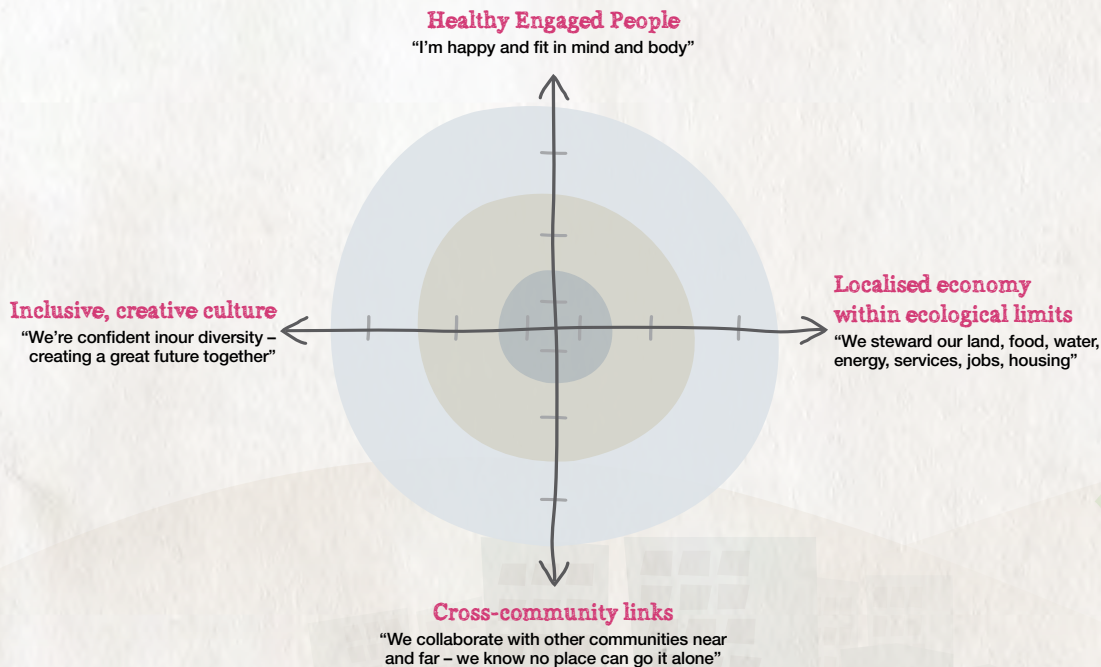 Healthy Engaged People
“I’m happy and fit in mind and body”
Inclusive, creative culture
“We’re confident inour diversity –
creating a great future together”
Localised economy
within ecological limits
“We steward our land, food, water,
energy, services, jobs, housing”
Cross-community links
“We collaborate with other communities near
and far – we know no place can go it alone”